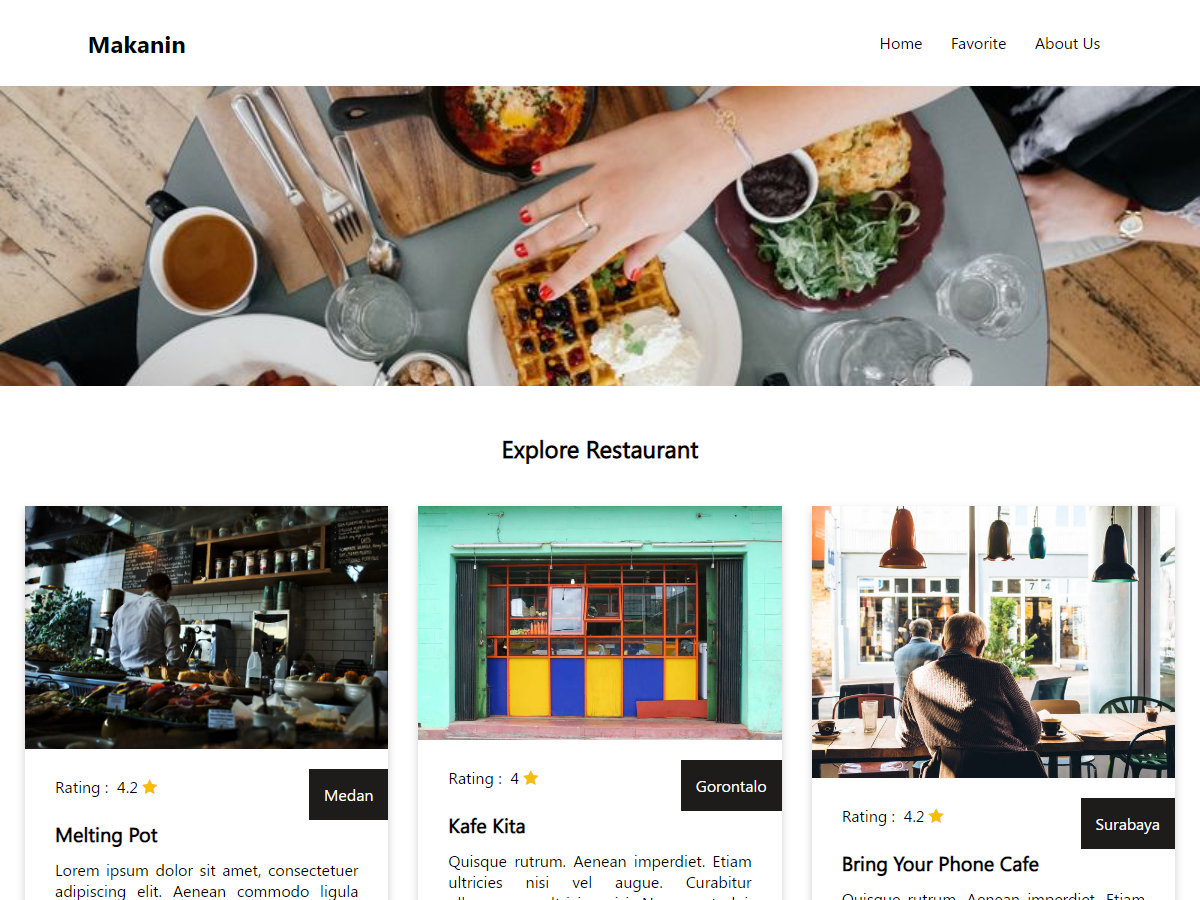 Makanin
Home Favorite About Us
Explore Restaurant
Rating : 4.2
Medan
Melting Pot
Lorem ipsum dolor sit amet, consectetuer
adipiscing elit. Aenean commodo ligula
Rating : 4
Gorontalo
Kafe Kita
Quisque rutrum. Aenean imperdiet. Etiam
ultricies nisi vel augue. Curabitur
7 4
Rating : 4.2
Surabaya
Bring Your Phone Cafe
Quisque rutrum. Aenean imperdiet. Etiam